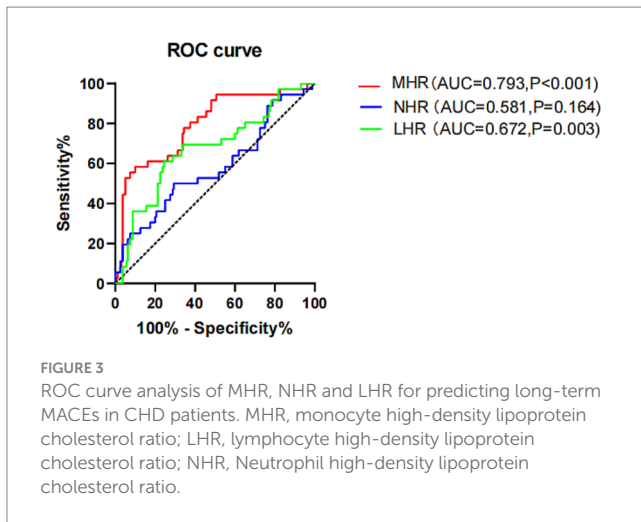 ROC curve
MHR(AUC=0.793,P<0.001)
NHR (AUC=0.581,P=0.164)
LHR (AUC=0.672,P=0.003)
Sensitivity%
100
80
60
40
20
0
0 20 40 60 80 100
100% - Specificity%
FIGURE 3
ROC curve analysis of MHR, NHR and LHR for predicting long-term
MACEs in CHD patients. MHR, monocyte high-density lipoprotein
cholesterol ratio; LHR, lymphocyte high-density lipoprotein
cholesterol ratio; NHR, Neutrophil high-density lipoprotein
cholesterol ratio.